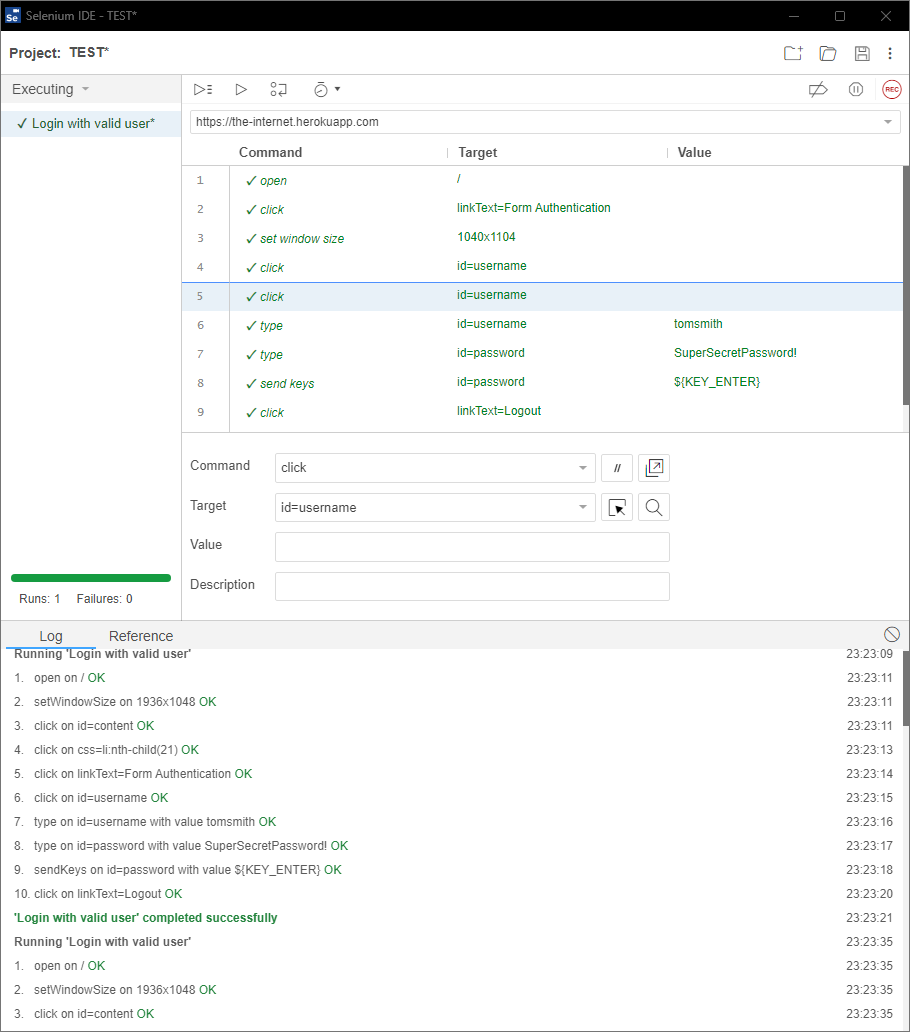 Se Selenium IDE - TEST*
Project: TEST*
Executing
✓ Login with valid user*
REC
https://the-internet.herokuapp.com
Command Target Value
1 ✓ open /
2 ✓ click linkText=Form Authentication
3 ✓ set window size 1040x1104
4 ✓ click id=username
5 ✓ click id=username
6 ✓ type id=username tomsmith
7 ✓ type id=password SuperSecretPassword!
8 ✓ send keys id=password ${KEY_ENTER}
9 ✓ click linkText=Logout
Command click //
Target id=username
Value
Description
Runs: 1 Failures: 0
Log Reference
Running 'Login with valid user' 23:23:09
1. open on / OK 23:23:11
2. setWindowSize on 1936x1048 OK 23:23:11
3. click on id=content OK 23:23:11
4. click on css=li:nth-child(21) OK 23:23:13
5. click on linkText=Form Authentication OK 23:23:14
6. click on id=username OK 23:23:15
7. type on id=username with value tomsmith OK 23:23:16
8. type on id=password with value SuperSecretPassword! OK 23:23:17
9. sendKeys on id=password with value ${KEY_ENTER} OK 23:23:18
10. click on linkText=Logout OK 23:23:20
'Login with valid user' completed successfully 23:23:21
Running 'Login with valid user' 23:23:35
1. open on / OK 23:23:35
2. setWindowSize on 1936x1048 OK 23:23:35
3. click on id=content OK 23:23:35